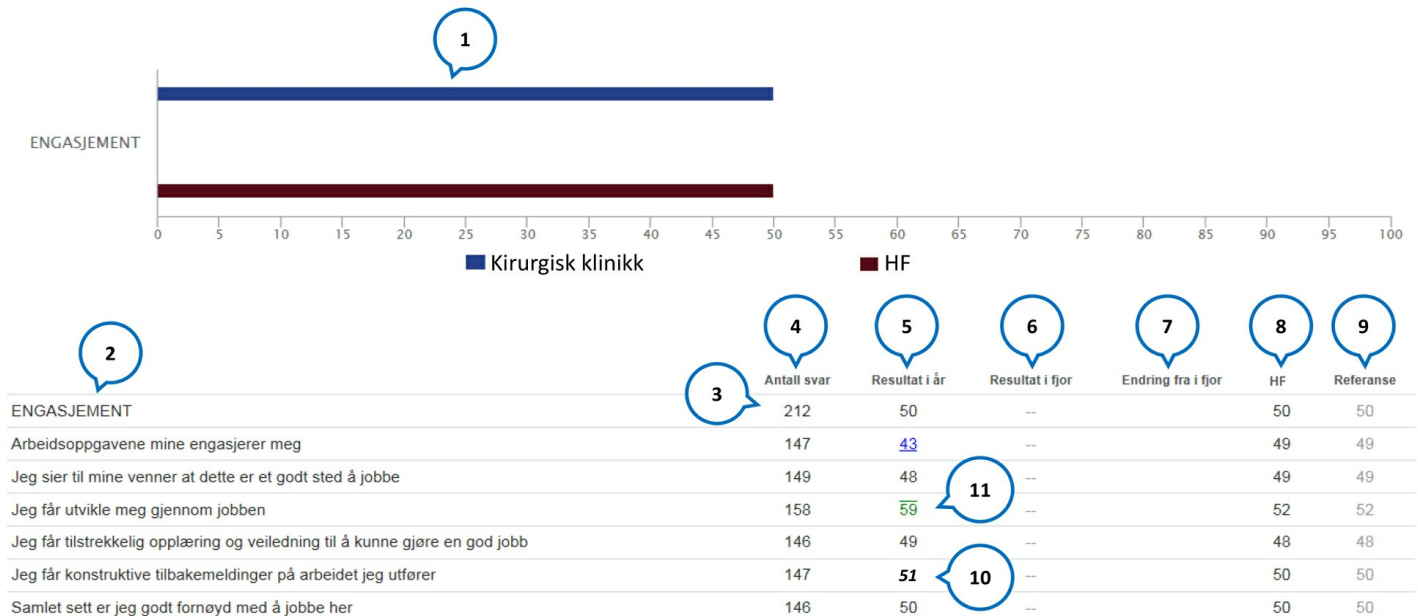 1
ENGASJEMENT
0 5 10 15 20 25 30 35 40 45 50 55 60 65 70 75 80 85 90 95 100
Kirurgisk klinikk HF
2 3 4 5 6 7 8 9
Antall svar Resultat i år Resultat i fjor Endring fra i fjor HF Referanse
ENGASJEMENT 212 50 -- 50 50
Arbeidsoppgavene mine engasjerer meg 147 43 -- 49 49
Jeg sier til mine venner at dette er et godt sted å jobbe 149 48 -- 49 49
11
Jeg får utvikle meg gjennom jobben 158 59 -- 52 52
Jeg får tilstrekkelig opplæring og veiledning til å kunne gjøre en god jobb 146 49 -- 48 48
Jeg får konstruktive tilbakemeldinger på arbeidet jeg utfører 147 51 10 -- 50 50
Samlet sett er jeg godt fornøyd med å jobbe her 146 50 -- 50 50